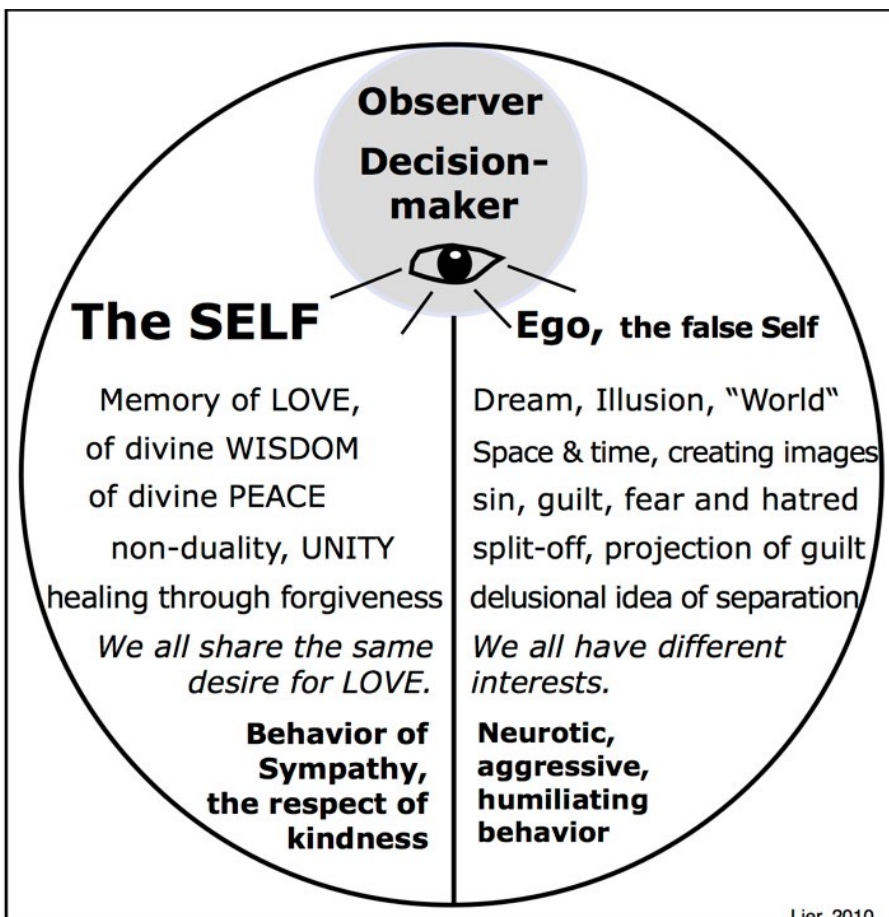 Observer
Decision-
maker
The SELF
Memory of LOVE,
of divine WISDOM
of divine PEACE
non-duality, UNITY
healing through forgiveness
We all share the same
desire for LOVE.
Behavior of
Sympathy,
the respect of
kindness
Ego, the false Self
Dream, Illusion, "World"
Space & time, creating images
sin, guilt, fear and hatred
split-off, projection of guilt
delusional idea of separation
We all have different
interests.
Neurotic,
aggressive,
humiliating
behavior
2010